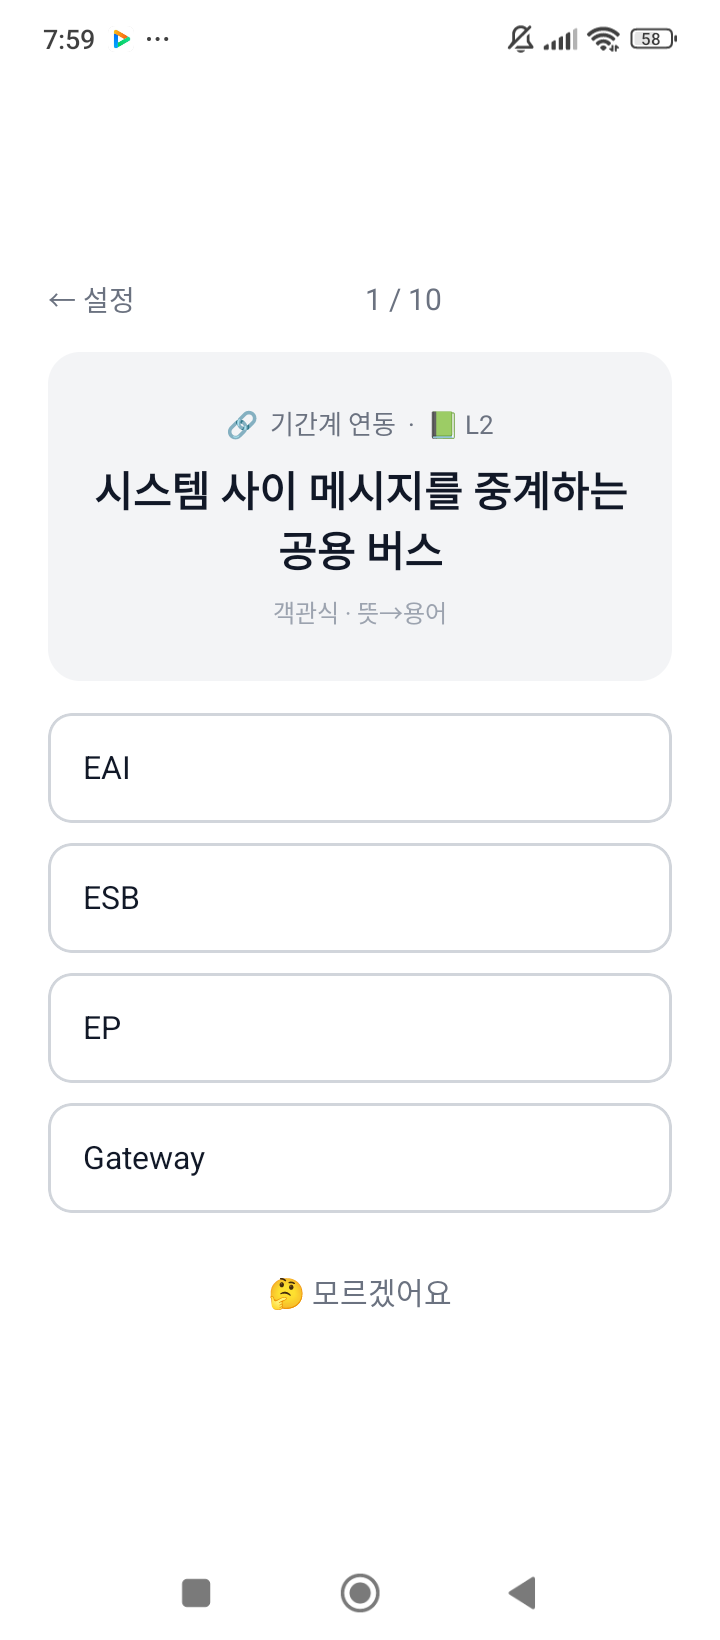 7:59
58
← 설정
1 / 10
🔗 기간계 연동 · 📗 L2
시스템 사이 메시지를 중계하는
공용 버스
객관식 · 뜻→용어
EAI
ESB
EP
Gateway
🤔 모르겠어요